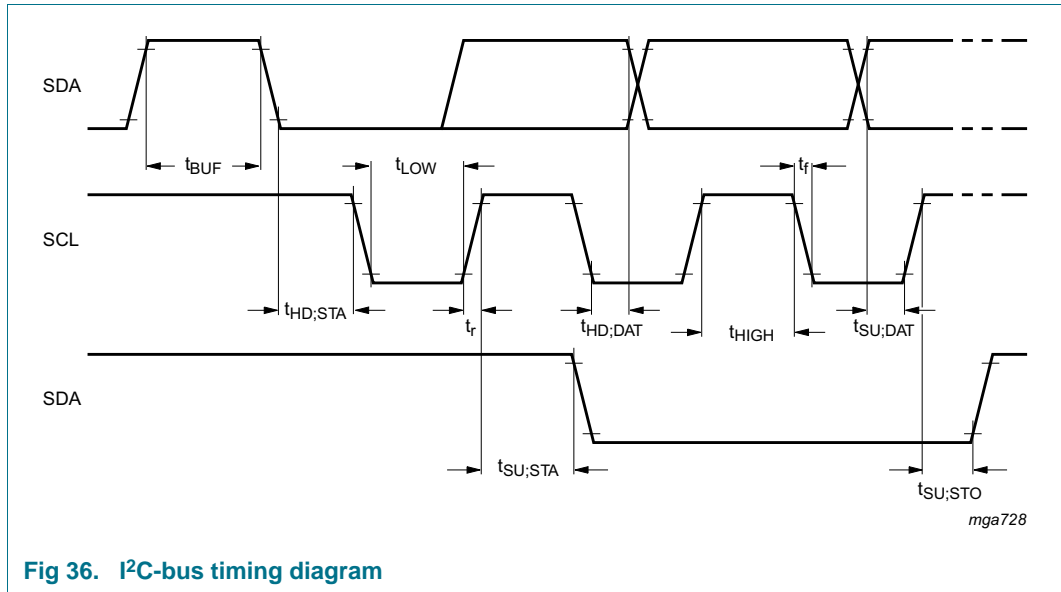 SDA
tBUF tLOW tf
SCL
tHD;STA tr tHD;DAT tHIGH tSU;DAT
SDA
tSU;STA tSU;STO
mga728
Fig 36. I²C-bus timing diagram